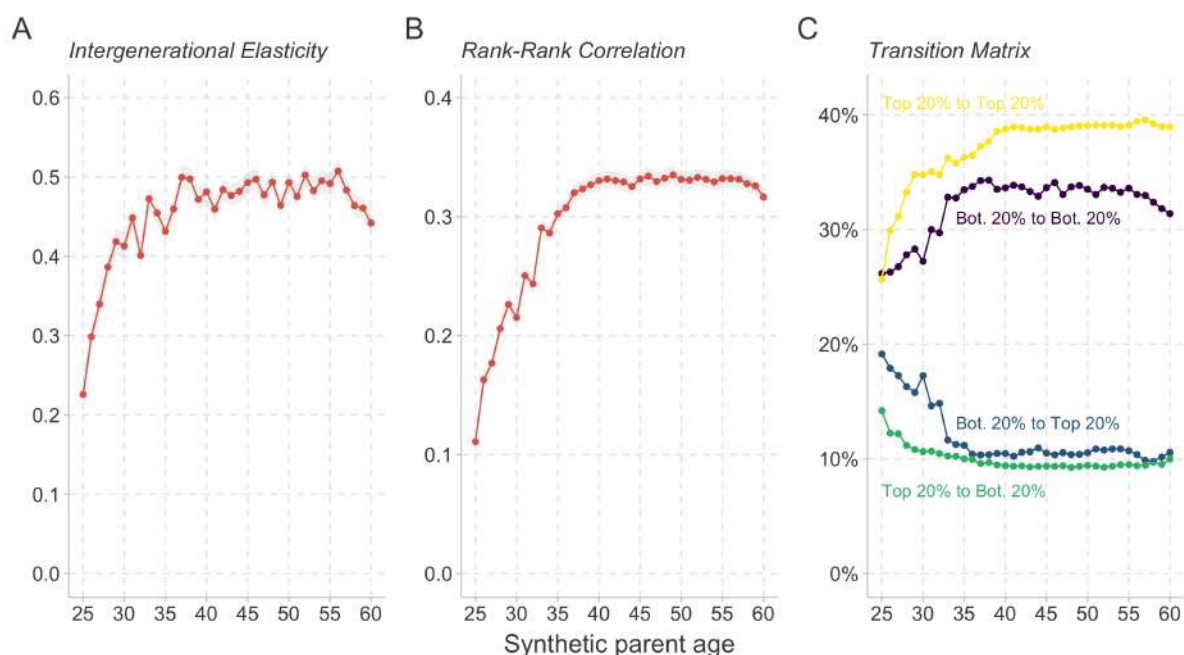 A
Intergenerational Elasticity
0.6
0.5
0.4
0.3
0.2
0.1
0.0
25 30 35 40 45 50 55 60
B
Rank-Rank Correlation
0.4
0.3
0.2
0.1
0.0
25 30 35 40 45 50 55 60
Synthetic parent age
C
Transition Matrix
Top 20% to Top 20%
40%
Bot. 20% to Bot. 20%
30%
20%
Bot. 20% to Top 20%
10%
Top 20% to Bot. 20%
0%
25 30 35 40 45 50 55 60